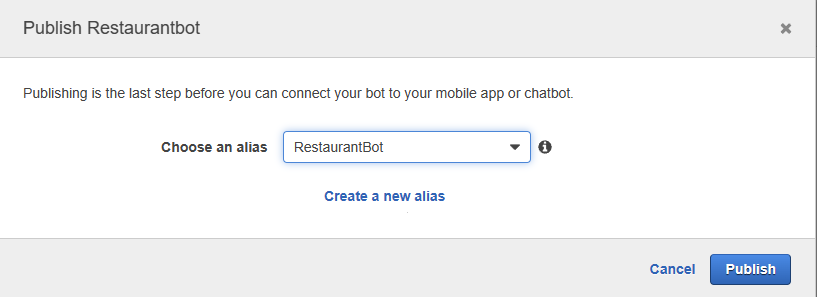 Publish Restaurantbot
Publishing is the last step before you can connect your bot to your mobile app or chatbot.
Choose an alias RestaurantBot
Create a new alias
Cancel Publish